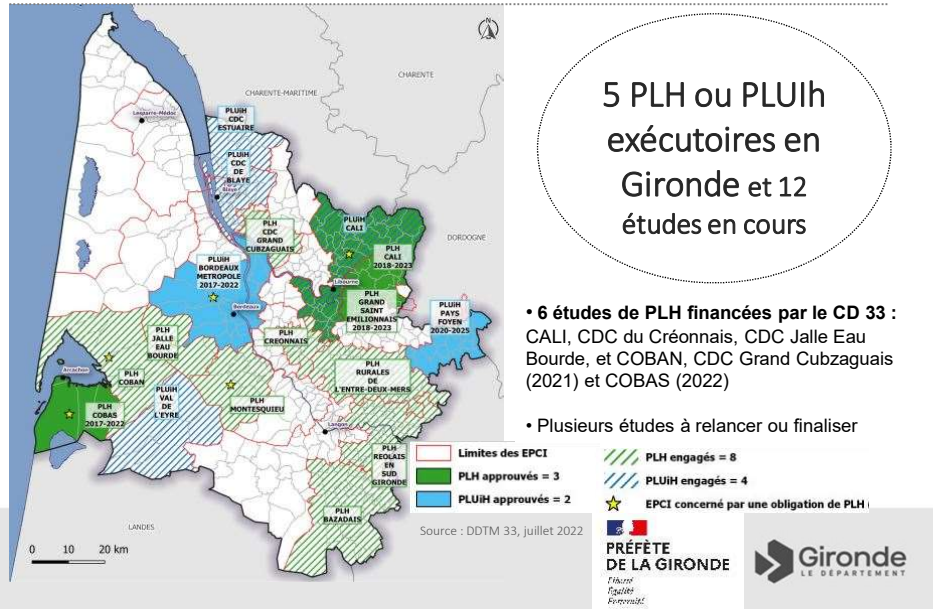 CHARENTE
CHARENTE-MARITIME
Lesparre-Médoc
PLUiH
CDC
ESTUAIRE
PLUiH
CDC
DE
BLAYE
Blaye
PLH
CDC
GRAND
CUBZAGUAIS
PLUiH
CALI
PLH
CALI
2018-2023
DORDOGNE
PLUiH
BORDEAUX
METROPOLE
2017-2022
Bordeaux
Libourne
PLH
GRAND
SAINT
EMILIONNAIS
2018-2023
PLUiH
PAYS
FOYEN
2020-2025
PLH
JALLE
EAU
BOURDE
PLH
CREONNAIS
Arcachon
PLH
COBAN
PLH
RURALES
DE
L'ENTRE-DEUX-MERS
PLUiH
VAL
DE
L'EYRE
PLH
MONTESQUIEU
PLH
COBAS
2017-2022
Langon
PLH
REOLAIS
EN
SUD
GIRONDE
PLH
BAZADAIS
LANDES
0 10 20 km
N
5 PLH ou PLUIh
exécutoires en
Gironde et 12
études en cours
• 6 études de PLH financées par le CD 33 :
CALI, CDC du Créonnais, CDC Jalle Eau
Bourde, et COBAN, CDC Grand Cubzaguais
(2021) et COBAS (2022)
• Plusieurs études à relancer ou finaliser
Limites des EPCI
PLH approuvés = 3
PLUiH approuvés = 2
PLH engagés = 8
PLUiH engagés = 4
EPCI concerné par une obligation de PLH (
Source : DDTM 33, juillet 2022
PRÉFÈTE
DE LA GIRONDE
Liberté
Égalité
Fraternité
Gironde
LE DÉPARTEMENT